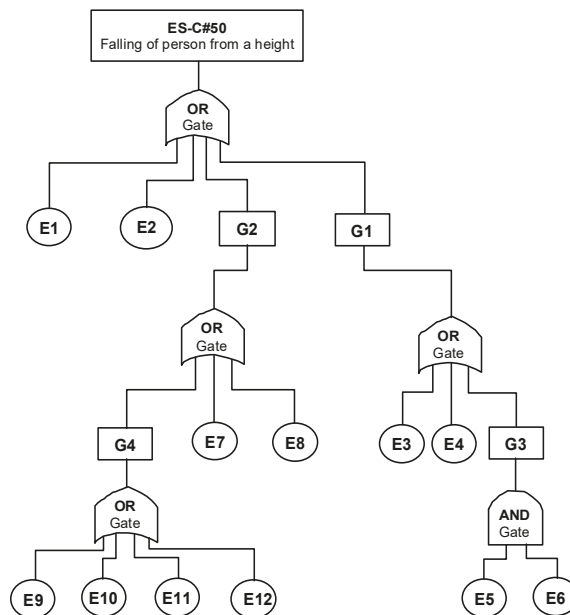 ES-C#50
Falling of person from a height
OR
Gate
E1
E2
G2
G1
OR
Gate
OR
Gate
G4
E7
E8
E3
E4
G3
OR
Gate
AND
Gate
E9
E10
E11
E12
E5
E6